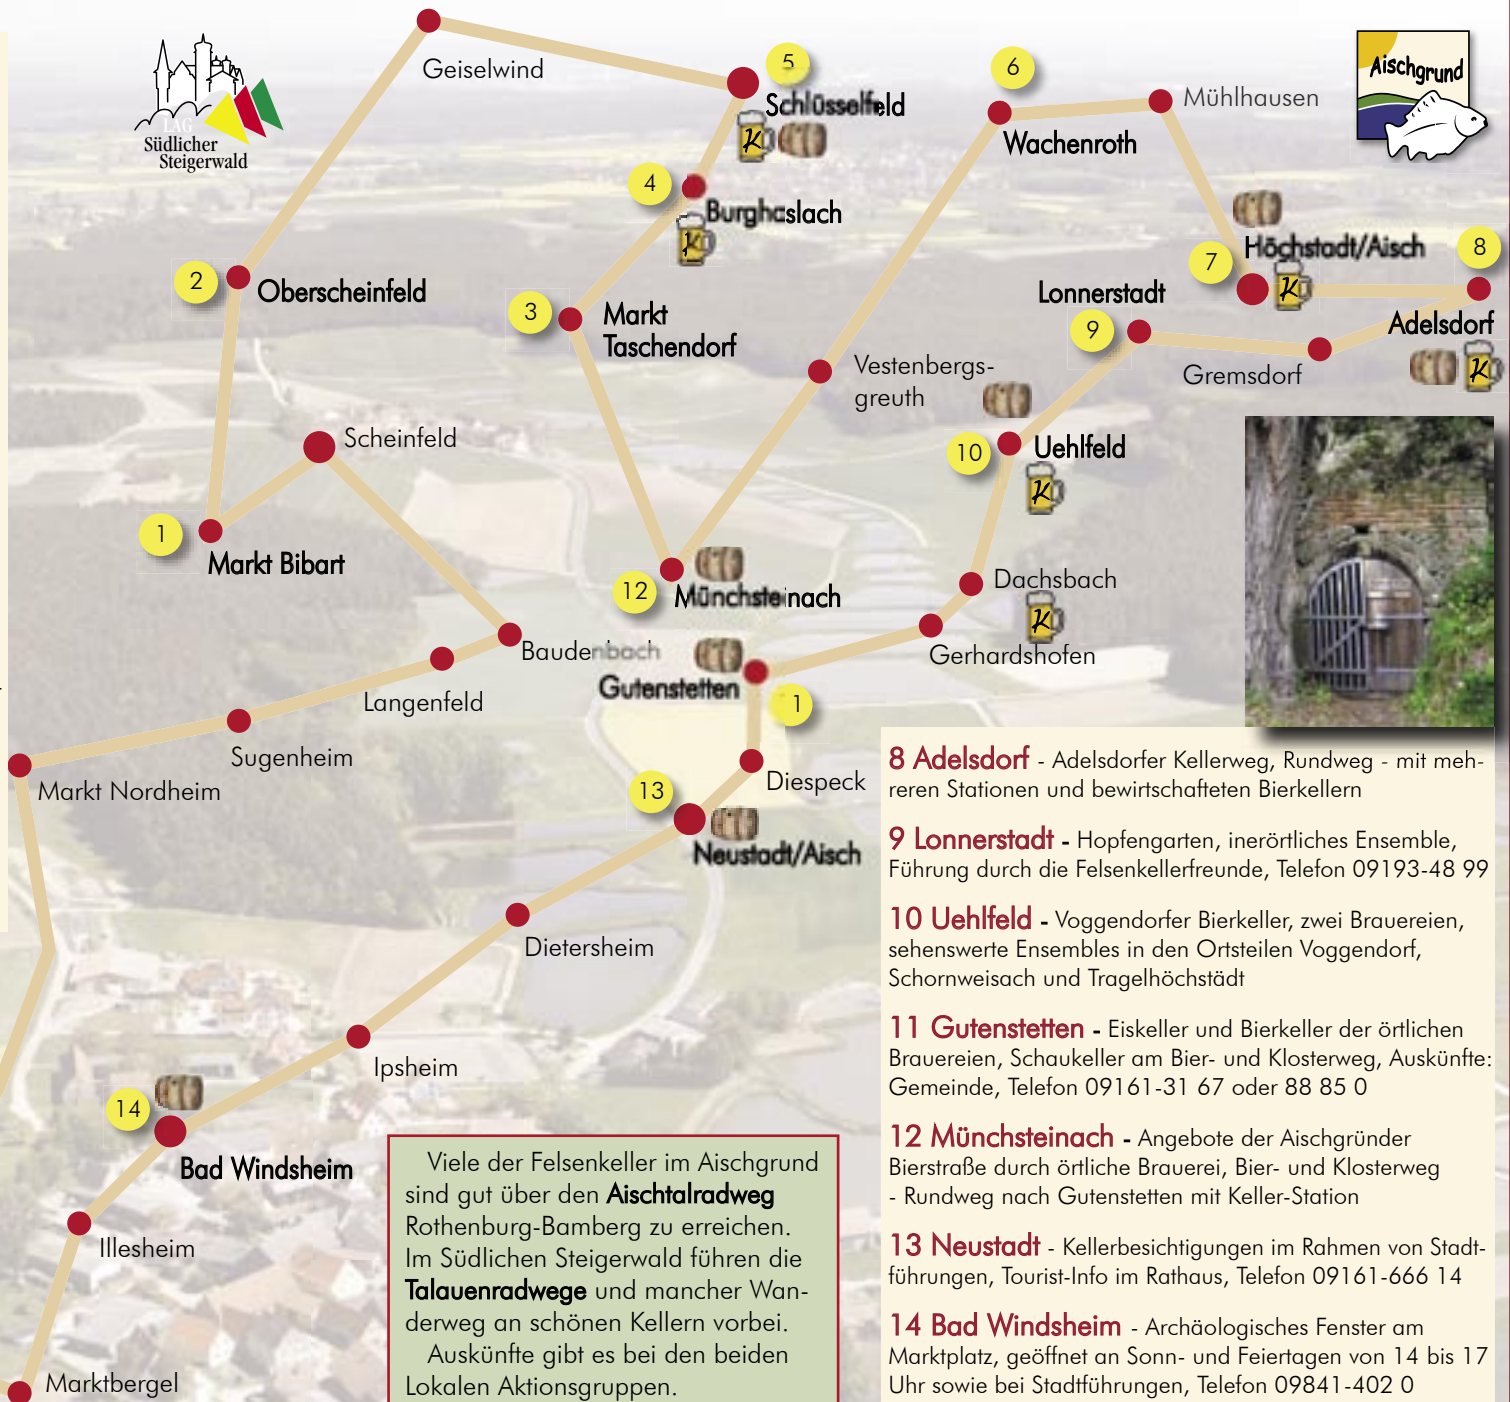 LAG
Südlicher
Steigerwald
Geiselwind
5
Schlüsselfeld
K
4
Burghaslach
K
6
Wachenroth
Mühlhausen
Aischgrund
2
Oberscheinfeld
3
Markt
Taschendorf
Höchstadt/Aisch
7
K
8
Adelsdorf
K
Lonnerstadt
9
Gremsdorf
Vestenbergs-
greuth
Scheinfeld
10
Uehlfeld
K
1
Markt Bibart
12
Münchsteinach
Dachsbach
K
Gerhardshofen
Baudenbach
Gutenstetten
1
Langenfeld
Sugenheim
Markt Nordheim
Diespeck
13
Neustadt/Aisch
Dietersheim
Ipsheim
14
Bad Windsheim
Illesheim
Marktbergel
Viele der Felsenkeller im Aischgrund
sind gut über den Aischtalradweg
Rothenburg-Bamberg zu erreichen.
Im Südlichen Steigerwald führen die
Talauenradwege und mancher Wan-
derweg an schönen Kellern vorbei.
Auskünfte gibt es bei den beiden
Lokalen Aktionsgruppen.
8 Adelsdorf - Adelsdorfer Kellerweg, Rundweg - mit meh-
reren Stationen und bewirtschafteten Bierkellern
9 Lonnerstadt - Hopfengarten, inerörtliches Ensemble,
Führung durch die Felsenkellerfreunde, Telefon 09193-48 99
10 Uehlfeld - Voggendorfer Bierkeller, zwei Brauereien,
sehenswerte Ensembles in den Ortsteilen Voggendorf,
Schornweisach und Tragelhöchstädt
11 Gutenstetten - Eiskeller und Bierkeller der örtlichen
Brauereien, Schaukeller am Bier- und Klosterweg, Auskünfte:
Gemeinde, Telefon 09161-31 67 oder 88 85 0
12 Münchsteinach - Angebote der Aischgründer
Bierstraße durch örtliche Brauerei, Bier- und Klosterweg
- Rundweg nach Gutenstetten mit Keller-Station
13 Neustadt - Kellerbesichtigungen im Rahmen von Stadt-
führungen, Tourist-Info im Rathaus, Telefon 09161-666 14
14 Bad Windsheim - Archäologisches Fenster am
Marktplatz, geöffnet an Sonn- und Feiertagen von 14 bis 17
Uhr sowie bei Stadtführungen, Telefon 09841-402 0